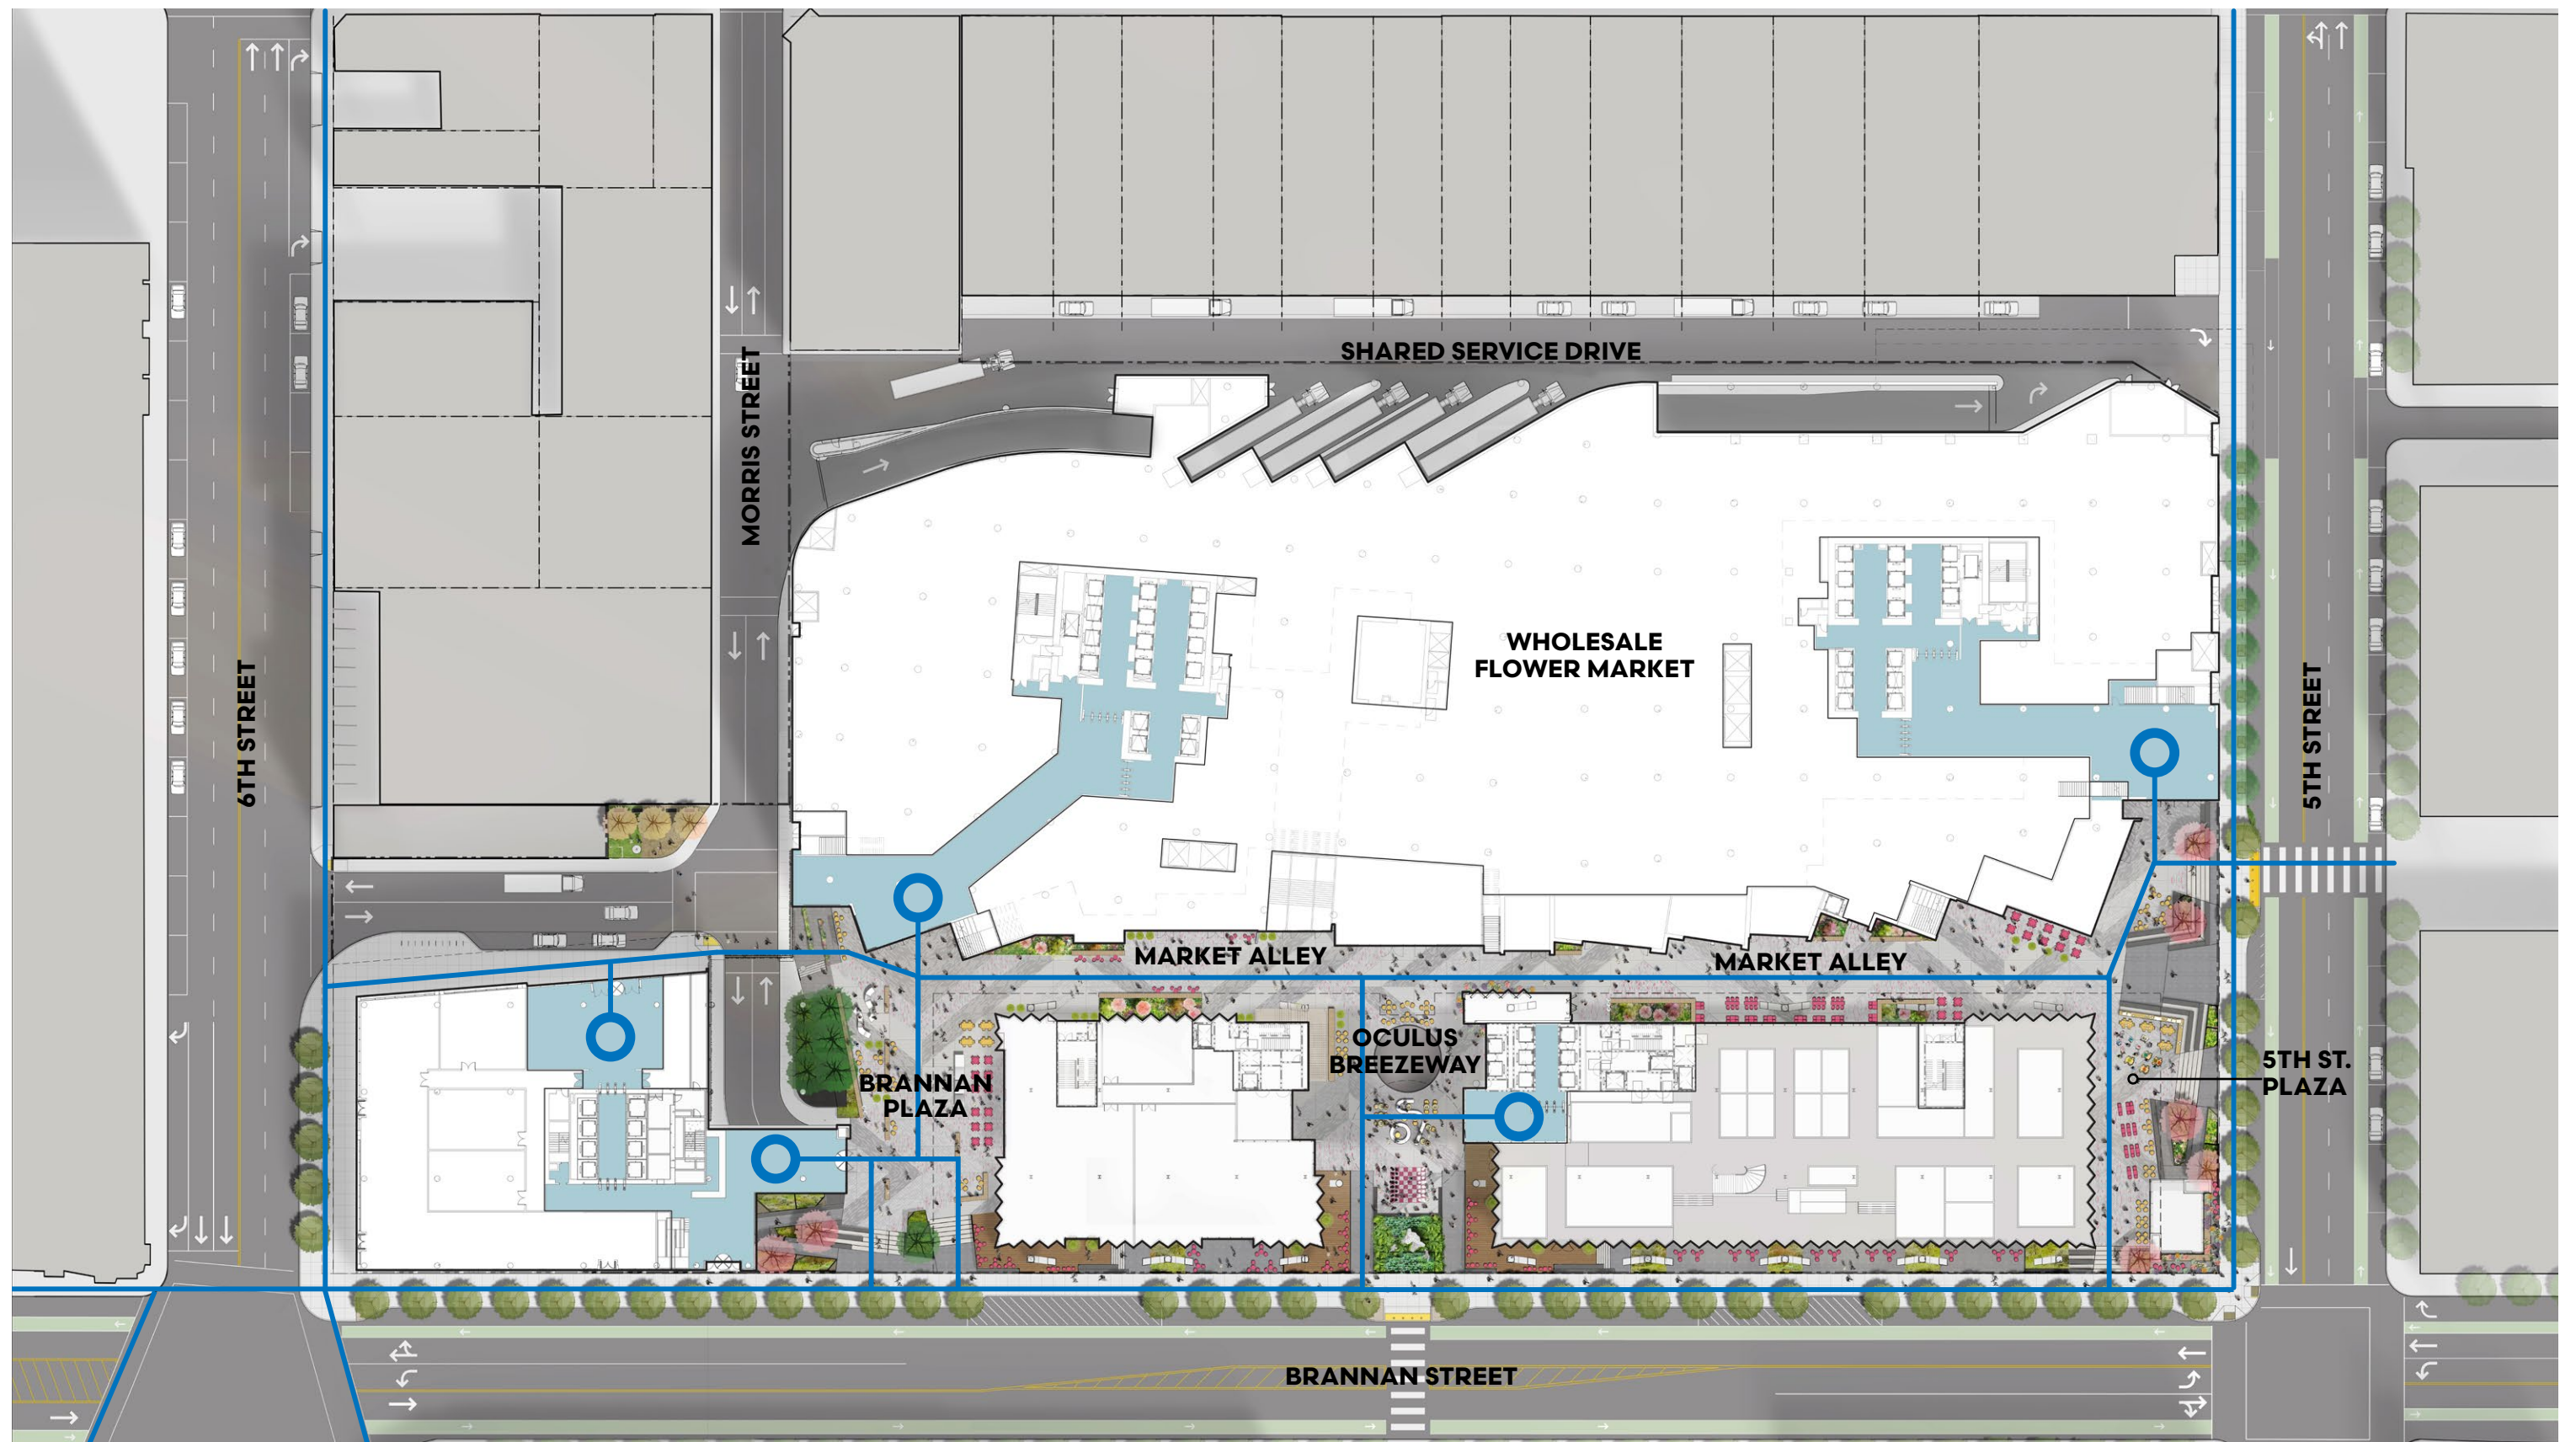 SHARED SERVICE DRIVE
MORRIS STREET
WHOLESALE
FLOWER MARKET
6TH STREET
5TH STREET
MARKET ALLEY
MARKET ALLEY
OCULUS
BREEZEWAY
BRANNAN
PLAZA
5TH ST.
PLAZA
BRANNAN STREET